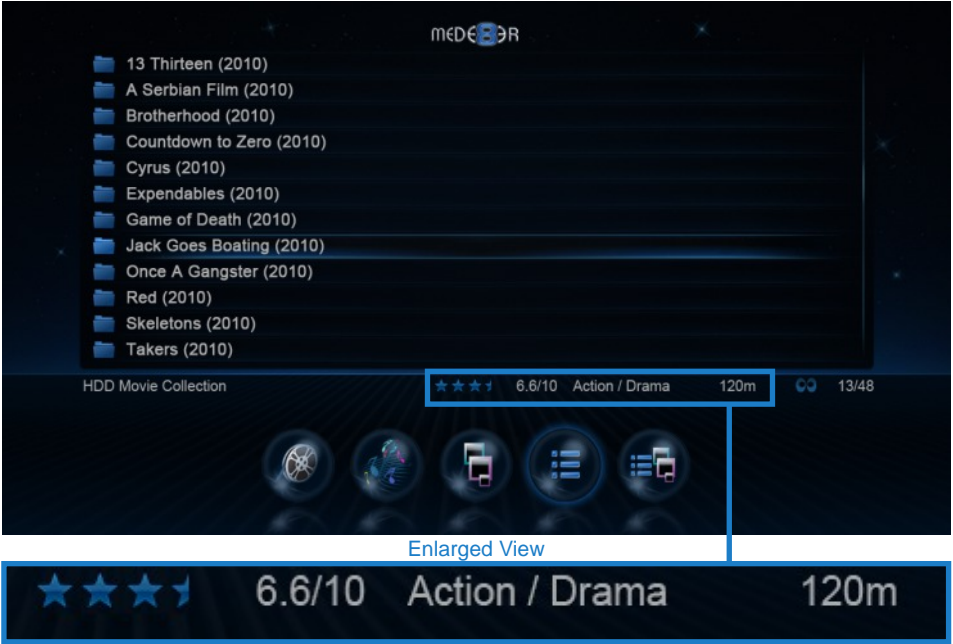 MEDE8ER
13 Thirteen (2010)
A Serbian Film (2010)
Brotherhood (2010)
Countdown to Zero (2010)
Cyrus (2010)
Expendables (2010)
Game of Death (2010)
Jack Goes Boating (2010)
Once A Gangster (2010)
Red (2010)
Skeletons (2010)
Takers (2010)
HDD Movie Collection 6.6/10 Action / Drama 120m 13/48
Enlarged View
6.6/10 Action / Drama 120m